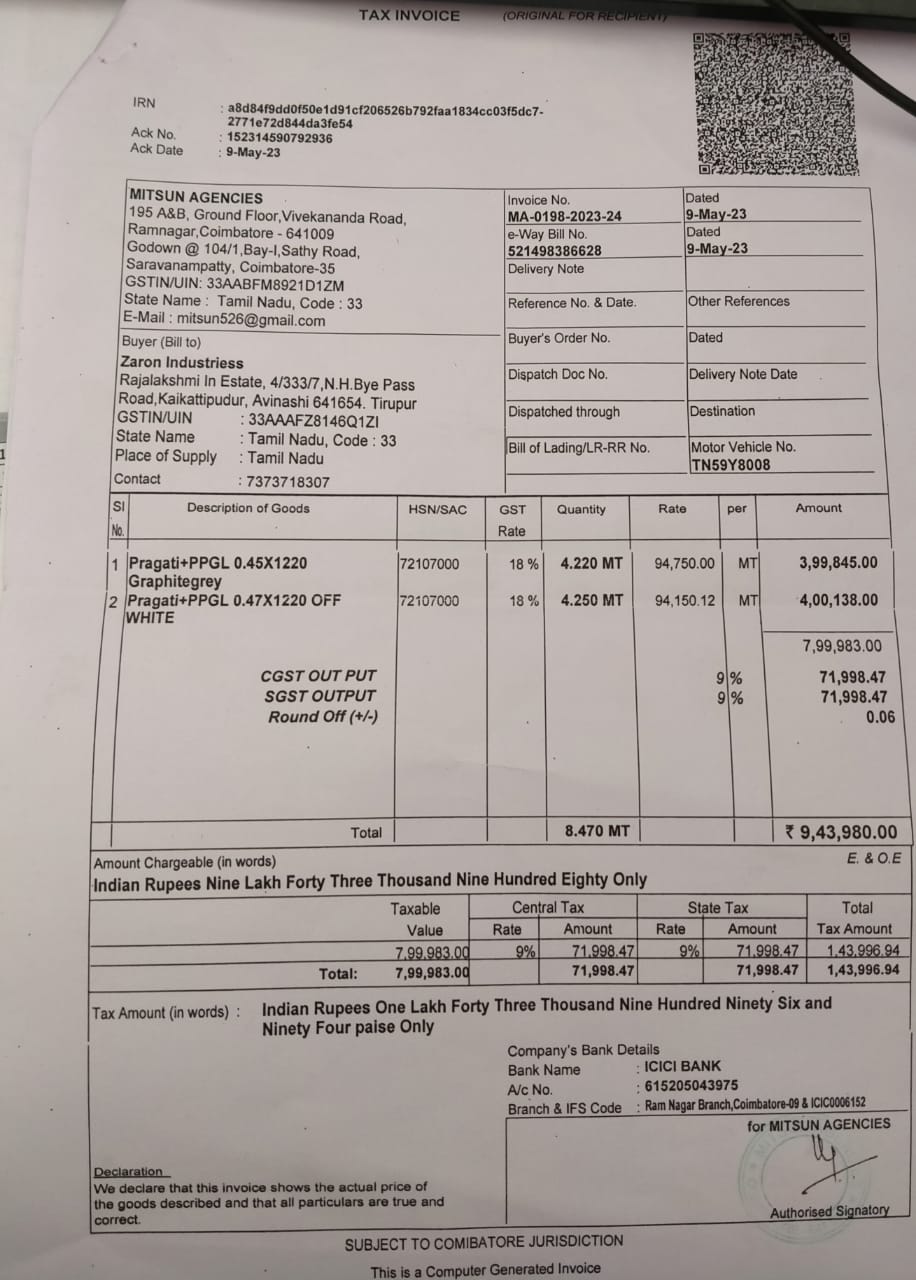 TAX INVOICE (ORIGINAL FOR RECIPIENT)
IRN : a8d84f9dd0f50e1d91cf206526b792faa1834cc03f5dc7-
2771e72d844da3fe54
Ack No. : 152314590792936
Ack Date : 9-May-23
MITSUN AGENCIES
195 A&B, Ground Floor,Vivekananda Road,
Ramnagar,Coimbatore - 641009
Godown @ 104/1,Bay-I,Sathy Road,
Saravanampatty, Coimbatore-35
GSTIN/UIN: 33AABFM8921D1ZM
State Name : Tamil Nadu, Code : 33
E-Mail : mitsun526@gmail.com
Invoice No. Dated
MA-0198-2023-24 9-May-23
e-Way Bill No. Dated
521498386628 9-May-23
Delivery Note
Reference No. & Date. Other References
Buyer's Order No. Dated
Dispatch Doc No. Delivery Note Date
Dispatched through Destination
Bill of Lading/LR-RR No. Motor Vehicle No.
TN59Y8008
Buyer (Bill to)
Zaron Industriess
Rajalakshmi In Estate, 4/333/7,N.H.Bye Pass
Road,Kaikattipudur, Avinashi 641654. Tirupur
GSTIN/UIN : 33AAAFZ8146Q1ZI
State Name : Tamil Nadu, Code : 33
Place of Supply : Tamil Nadu
Contact : 7373718307
Sl Description of Goods HSN/SAC GST Quantity Rate per Amount
No. Rate
1 Pragati+PPGL 0.45X1220 72107000 18 % 4.220 MT 94,750.00 MT 3,99,845.00
Graphitegrey
2 Pragati+PPGL 0.47X1220 OFF 72107000 18 % 4.250 MT 94,150.12 MT 4,00,138.00
WHITE
7,99,983.00
CGST OUT PUT 9 % 71,998.47
SGST OUTPUT 9 % 71,998.47
Round Off (+/-) 0.06
Total 8.470 MT ₹ 9,43,980.00
Amount Chargeable (in words) E. & O.E
Indian Rupees Nine Lakh Forty Three Thousand Nine Hundred Eighty Only
Taxable Central Tax State Tax Total
Value Rate Amount Rate Amount Tax Amount
7,99,983.00 9% 71,998.47 9% 71,998.47 1,43,996.94
Total: 7,99,983.00 71,998.47 71,998.47 1,43,996.94
Tax Amount (in words) : Indian Rupees One Lakh Forty Three Thousand Nine Hundred Ninety Six and
Ninety Four paise Only
Company's Bank Details
Bank Name : ICICI BANK
A/c No. : 615205043975
Branch & IFS Code : Ram Nagar Branch,Coimbatore-09 & ICIC0006152
for MITSUN AGENCIES
Declaration
We declare that this invoice shows the actual price of
the goods described and that all particulars are true and
correct.
Authorised Signatory
SUBJECT TO COMIBATORE JURISDICTION
This is a Computer Generated Invoice